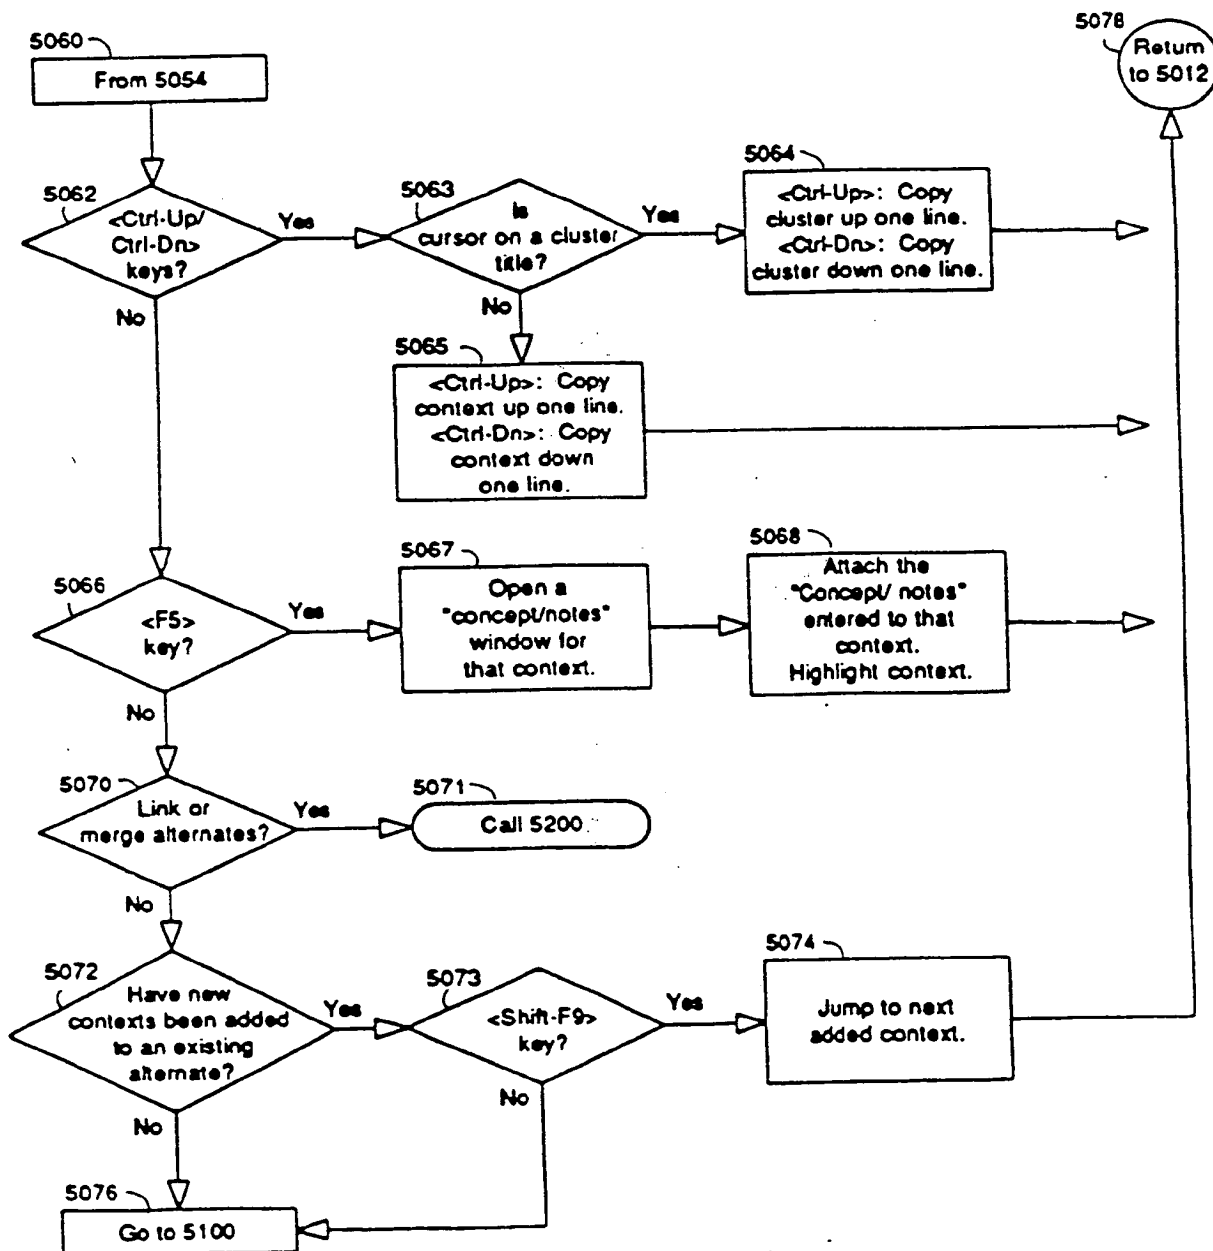 5060
From 5054
5078
Return
to 5012
5062
<Ctrl-Up/
Ctrl-Dn>
keys?
Yes
No
5063
Is
cursor on a cluster
title?
Yes
No
5064
<Ctrl-Up>: Copy
cluster up one line.
<Ctrl-Dn>: Copy
cluster down one line.
5065
<Ctrl-Up>: Copy
context up one line.
<Ctrl-Dn>: Copy
context down
one line.
5066
<F5>
key?
Yes
No
5067
Open a
"concept/notes"
window for
that context.
5068
Attach the
"Concept/ notes"
entered to that
context.
Highlight context.
5070
Link or
merge alternates?
Yes
No
5071
Call 5200
5072
Have new
contexts been added
to an existing
alternate?
Yes
No
5073
<Shift-F9>
key?
Yes
No
5074
Jump to next
added context.
5076
Go to 5100